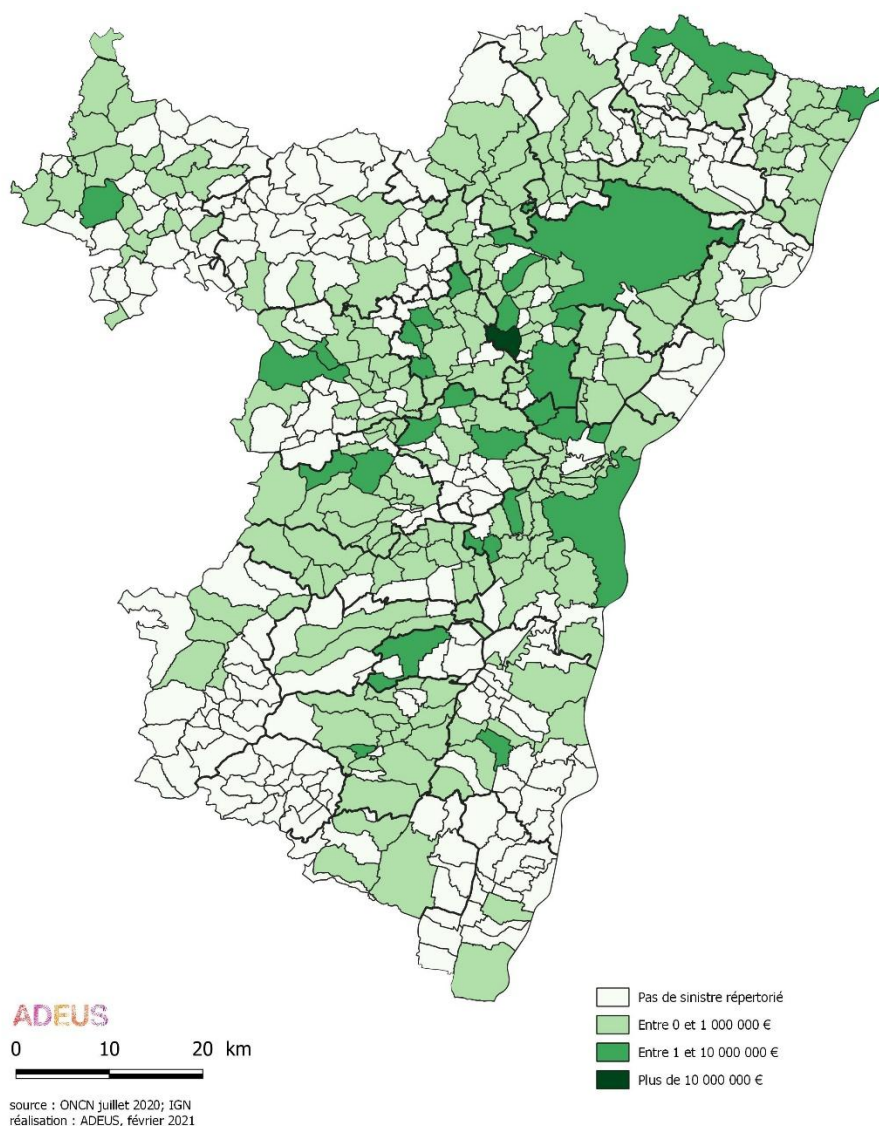 ADEUS
0 10 20 km
source : ONCN juillet 2020; IGN
réalisation : ADEUS, février 2021
Pas de sinistre répertorié
Entre 0 et 1 000 000 €
Entre 1 et 10 000 000 €
Plus de 10 000 000 €